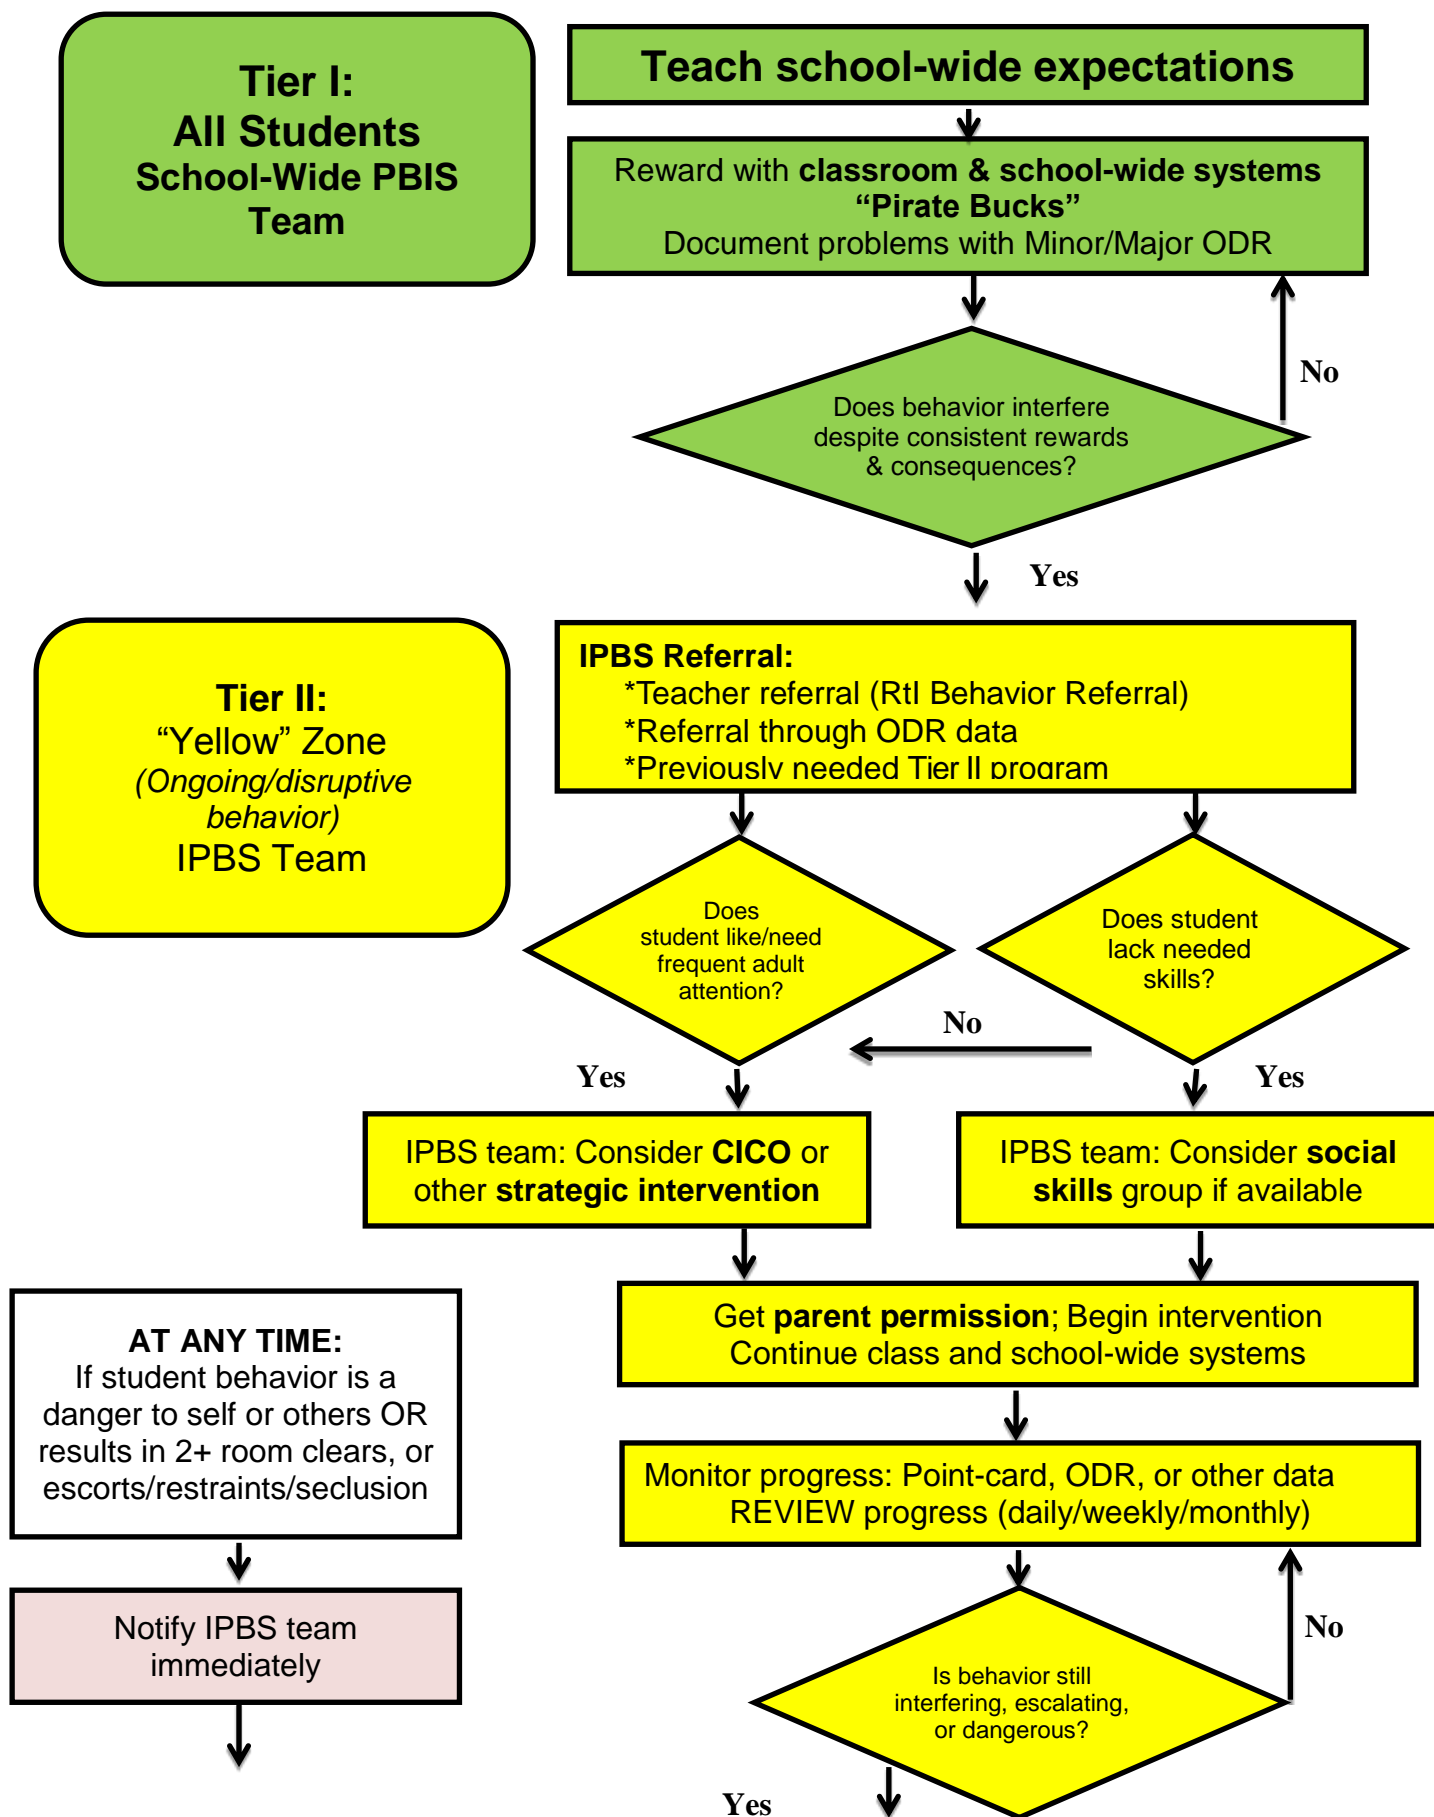 Tier I:
All Students
School-Wide PBIS
Team
Teach school-wide expectations
Reward with classroom & school-wide systems
“Pirate Bucks”
Document problems with Minor/Major ODR
No
Does behavior interfere
despite consistent rewards
& consequences?
Yes
Tier II:
“Yellow” Zone
(Ongoing/disruptive
behavior)
IPBS Team
IPBS Referral:
*Teacher referral (RtI Behavior Referral)
*Referral through ODR data
*Previously needed Tier II program
Does
student like/need
frequent adult
attention?
Does student
lack needed
skills?
No
Yes
Yes
IPBS team: Consider CICO or
other strategic intervention
IPBS team: Consider social
skills group if available
Get parent permission; Begin intervention
Continue class and school-wide systems
AT ANY TIME:
If student behavior is a
danger to self or others OR
results in 2+ room clears, or
escorts/restraints/seclusion
Monitor progress: Point-card, ODR, or other data
REVIEW progress (daily/weekly/monthly)
Notify IPBS team
immediately
No
Is behavior still
interfering, escalating,
or dangerous?
Yes